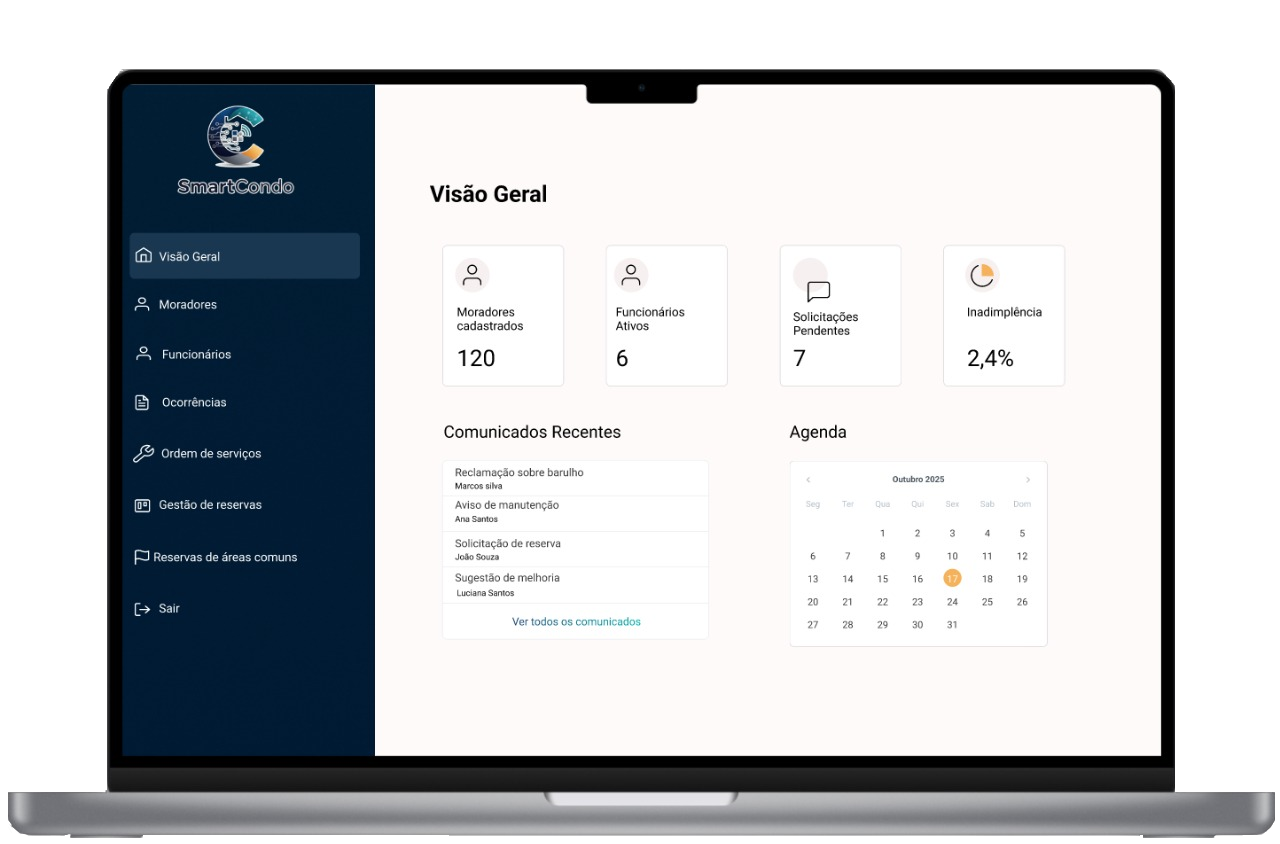 SmartCondo
Visão Geral
Moradores
Funcionários
Ocorrências
Ordem de serviços
Gestão de reservas
Reservas de áreas comuns
Sair
Visão Geral
Moradores
cadastrados
120
Funcionários
Ativos
6
Solicitações
Pendentes
7
Inadimplência
2,4%
Comunicados Recentes
Reclamação sobre barulho
Marcos silva
Aviso de manutenção
Ana Santos
Solicitação de reserva
João Souza
Sugestão de melhoria
Luciana Santos
Ver todos os comunicados
Agenda
Outubro 2025
Seg Ter Qua Qui Sex Sab Dom
1 2 3 4 5
6 7 8 9 10 11 12
13 14 15 16 17 18 19
20 21 22 23 24 25 26
27 28 29 30 31